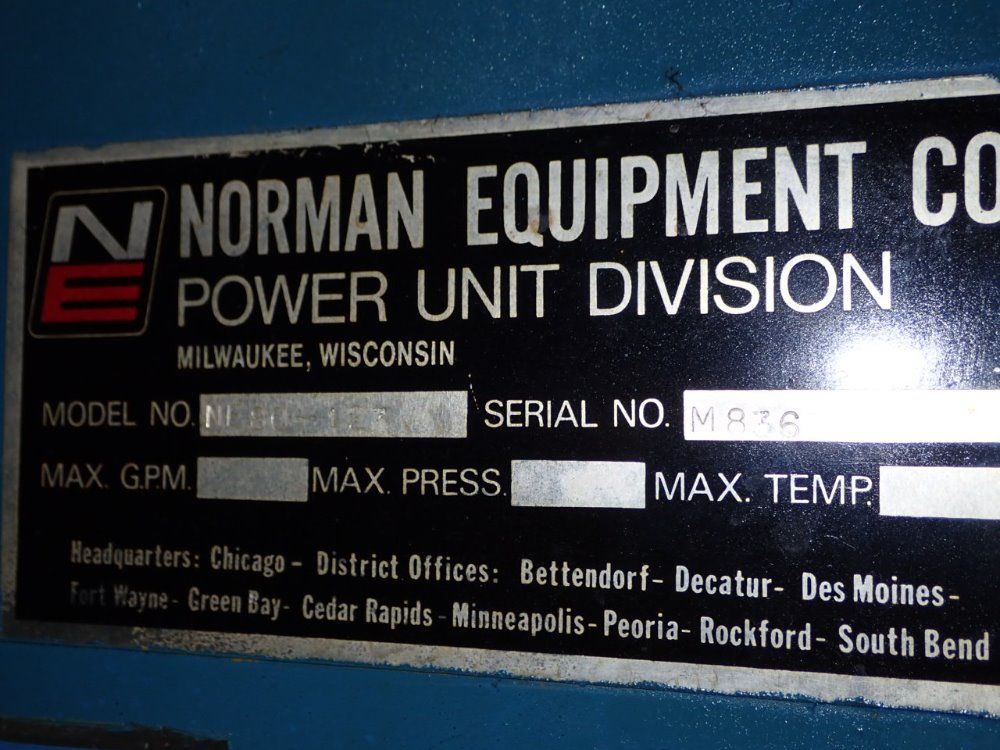 NE
NORMAN EQUIPMENT CO
POWER UNIT DIVISION
MILWAUKEE, WISCONSIN
MODEL NO. SERIAL NO. M836
MAX. G.P.M. MAX. PRESS. MAX. TEMP.
Headquarters: Chicago - District Offices: Bettendorf - Decatur - Des Moines -
Fort Wayne - Green Bay - Cedar Rapids - Minneapolis - Peoria - Rockford - South Bend